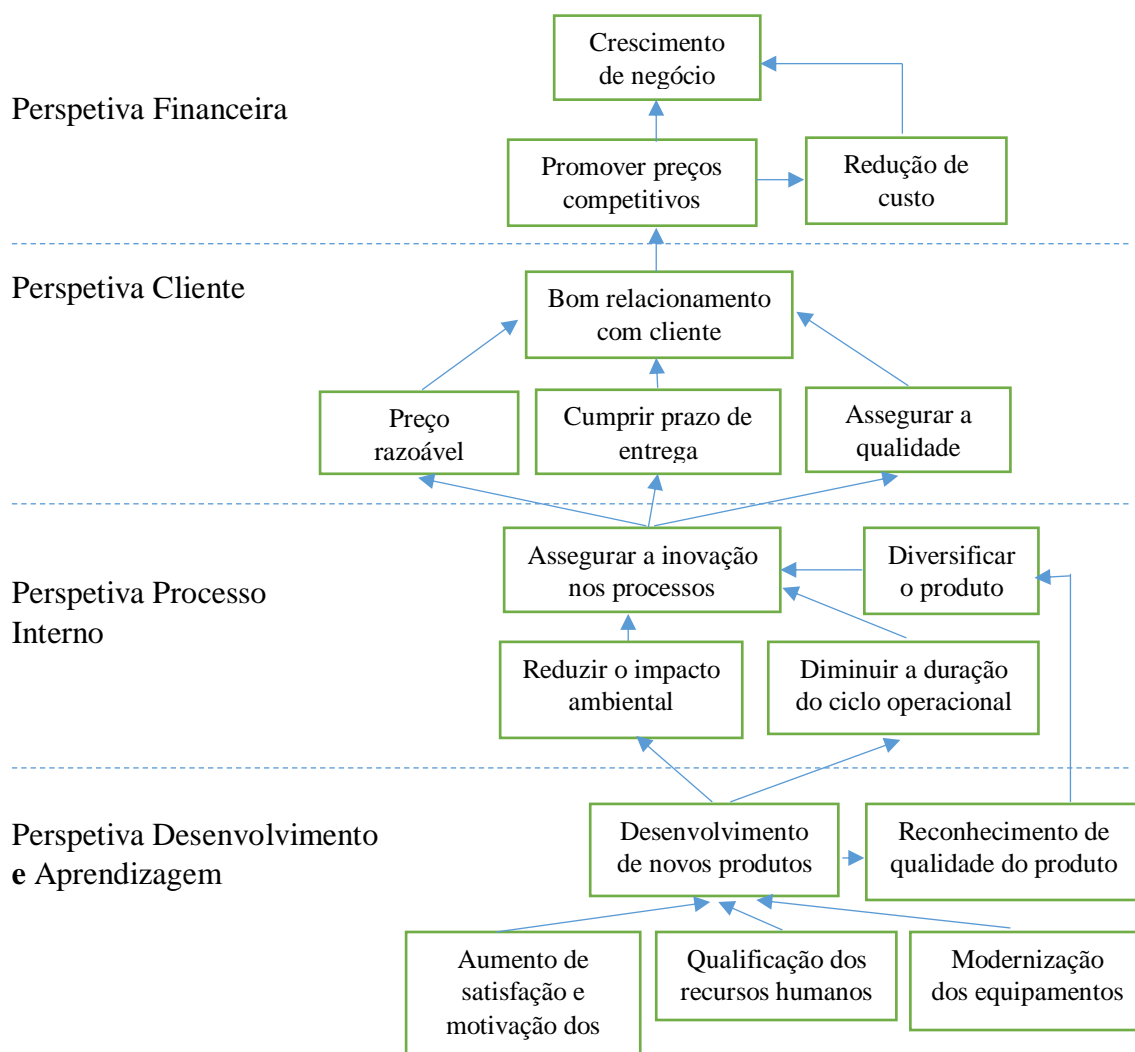 Crescimento
de negócio
Perspetiva Financeira
Promover preços
competitivos
Redução de
custo
Perspetiva Cliente
Bom relacionamento
com cliente
Preço
razoável
Cumprir prazo de
entrega
Assegurar a
qualidade
Perspetiva Processo
Interno
Assegurar a inovação
nos processos
Diversificar
o produto
Reduzir o impacto
ambiental
Diminuir a duração
do ciclo operacional
Perspetiva Desenvolvimento
e Aprendizagem
Desenvolvimento
de novos produtos
Reconhecimento de
qualidade do produto
Aumento de
satisfação e
motivação dos
Qualificação dos
recursos humanos
Modernização
dos equipamentos